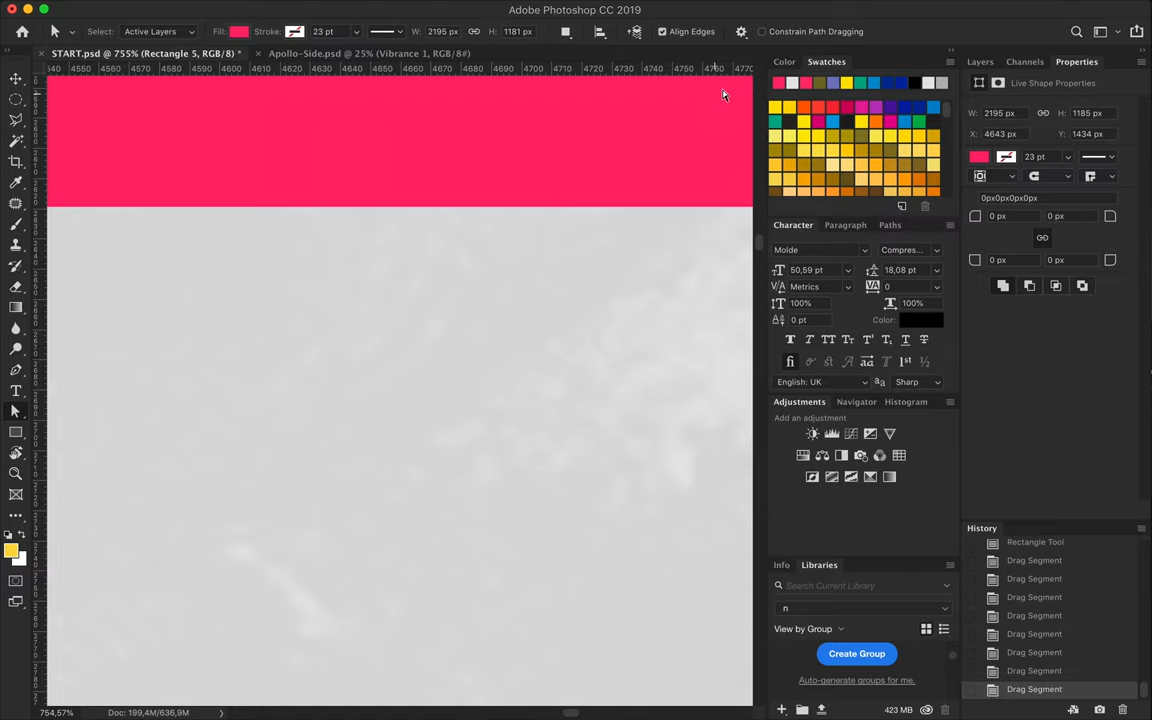 Adobe Photoshop CC 2019
Select: Active Layers Fill: Stroke: 23 pt W: 2195 px H: 1181 px Align Edges Constrain Path Dragging
START.psd @ 755% (Rectangle 5, RGB/8) * Apollo-Side.psd @ 25% (Vibrance 1, RGB/8#)
540 4550 4560 4570 4580 4590 4600 4610 4620 4630 4640 4650 4660 4670 4680 4690 4700 4710 4720 4730 4740 4750 4760 4770
Color Swatches
Layers Channels Properties
Live Shape Properties
W: 2195 px H: 1185 px
X: 4643 px Y: 1434 px
23 pt
0px0px0px0px
0 px 0 px
0 px 0 px
Character Paragraph Paths
Molde Compres...
50,59 pt 18,08 pt
Metrics 0
100% 100%
0 pt Color:
English: UK Sharp
Adjustments Navigator Histogram
Add an adjustment
Info Libraries
Search Current Library
n
View by Group
Create Group
Auto-generate groups for me.
423 MB
History
Rectangle Tool
Drag Segment
Drag Segment
Drag Segment
Drag Segment
Drag Segment
Drag Segment
Drag Segment
Drag Segment
754,57% Doc: 199,4M/636,9M